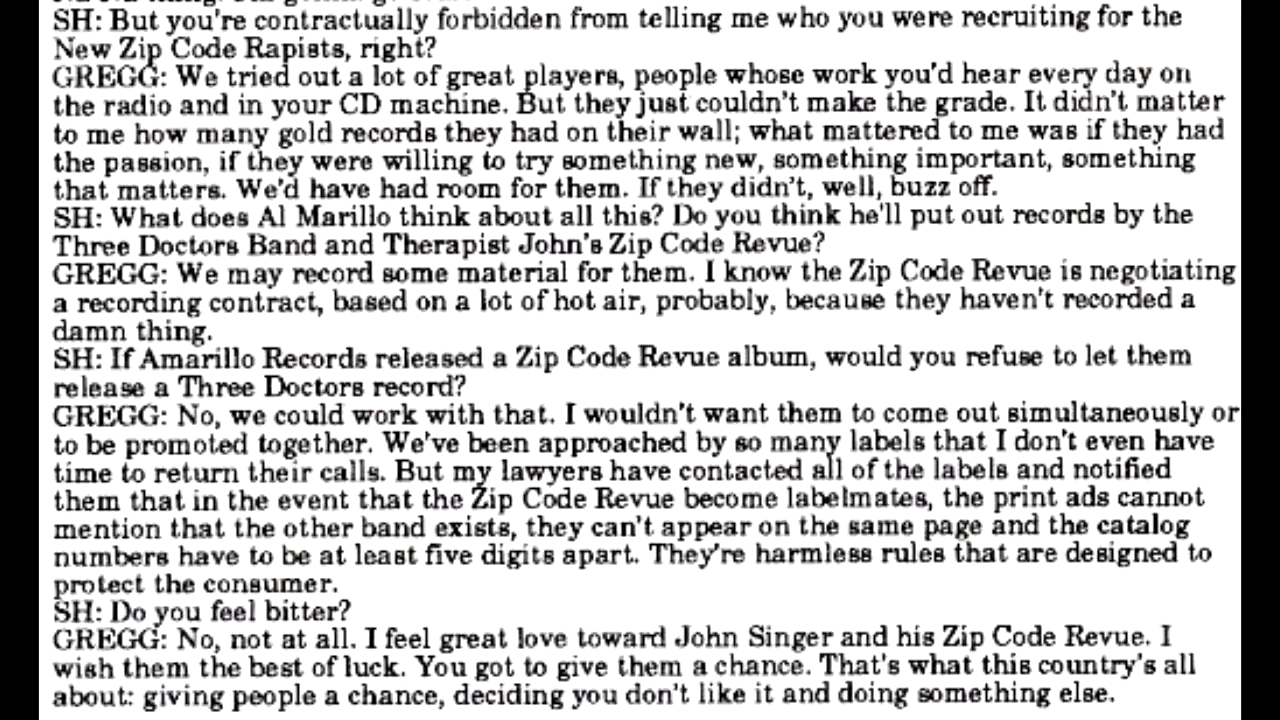 SH: But you're contractually forbidden from telling me who you were recruiting for the
New Zip Code Rapists, right?
GREGG: We tried out a lot of great players, people whose work you'd hear every day on
the radio and in your CD machine. But they just couldn't make the grade. It didn't matter
to me how many gold records they had on their wall; what mattered to me was if they had
the passion, if they were willing to try something new, something important, something
that matters. We'd have had room for them. If they didn't, well, buzz off.
SH: What does Al Marillo think about all this? Do you think he'll put out records by the
Three Doctors Band and Therapist John's Zip Code Revue?
GREGG: We may record some material for them. I know the Zip Code Revue is negotiating
a recording contract, based on a lot of hot air, probably, because they haven't recorded a
damn thing.
SH: If Amarillo Records released a Zip Code Revue album, would you refuse to let them
release a Three Doctors record?
GREGG: No, we could work with that. I wouldn't want them to come out simultaneously or
to be promoted together. We've been approached by so many labels that I don't even have
time to return their calls. But my lawyers have contacted all of the labels and notified
them that in the event that the Zip Code Revue become labelmates, the print ads cannot
mention that the other band exists, they can't appear on the same page and the catalog
numbers have to be at least five digits apart. They're harmless rules that are designed to
protect the consumer.
SH: Do you feel bitter?
GREGG: No, not at all. I feel great love toward John Singer and his Zip Code Revue. I
wish them the best of luck. You got to give them a chance. That's what this country's all
about: giving people a chance, deciding you don't like it and doing something else.